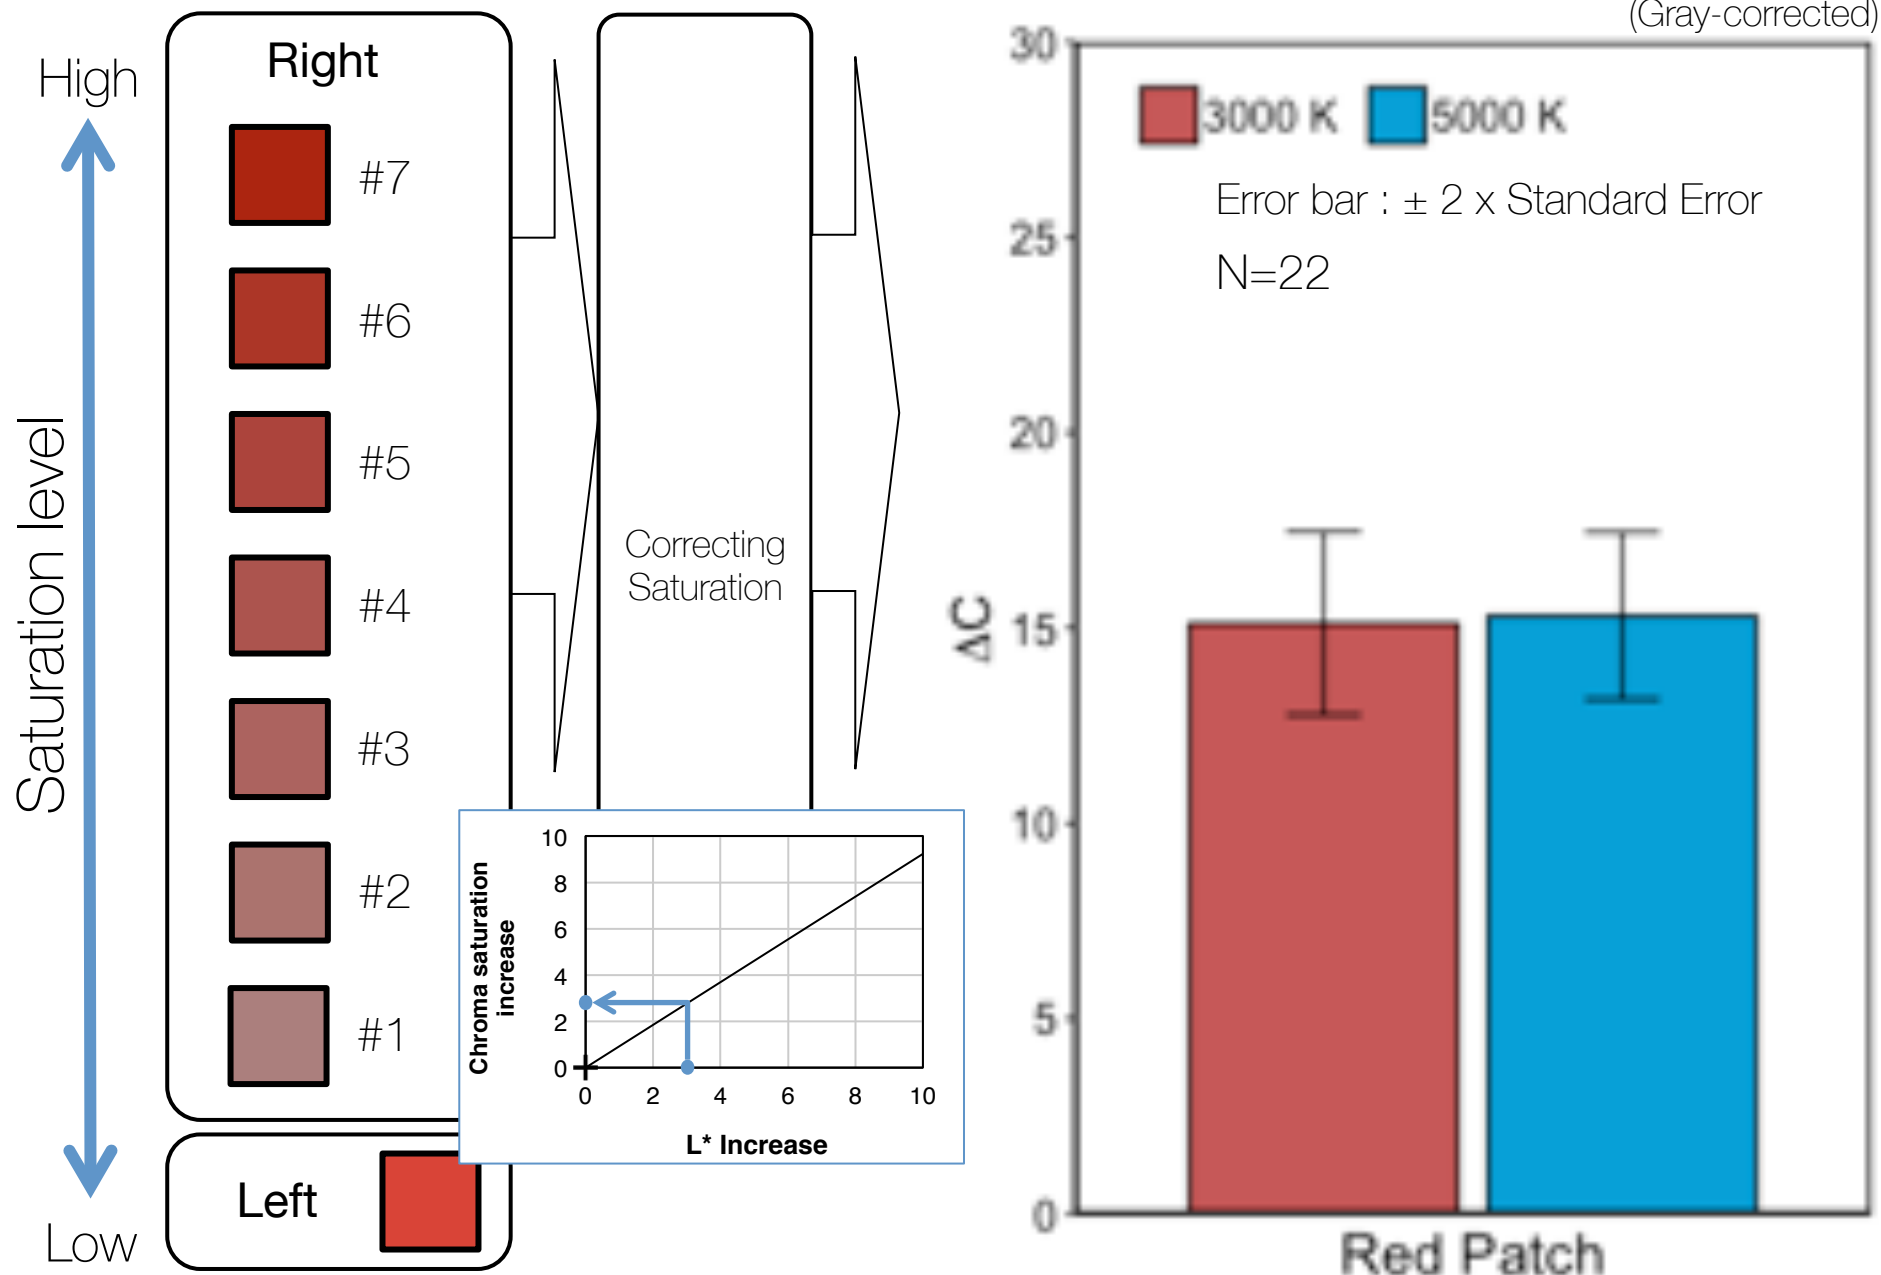 High
Saturation level
Low
Right
#7
#6
#5
#4
#3
#2
#1
Left
Correcting
Saturation
Chroma saturation
increase
10
8
6
4
2
0
0 2 4 6 8 10
L* Increase
(Gray-corrected)
3000 K 5000 K
Error bar : ± 2 x Standard Error
N=22
ΔC
30
25
20
15
10
5
0
Red Patch